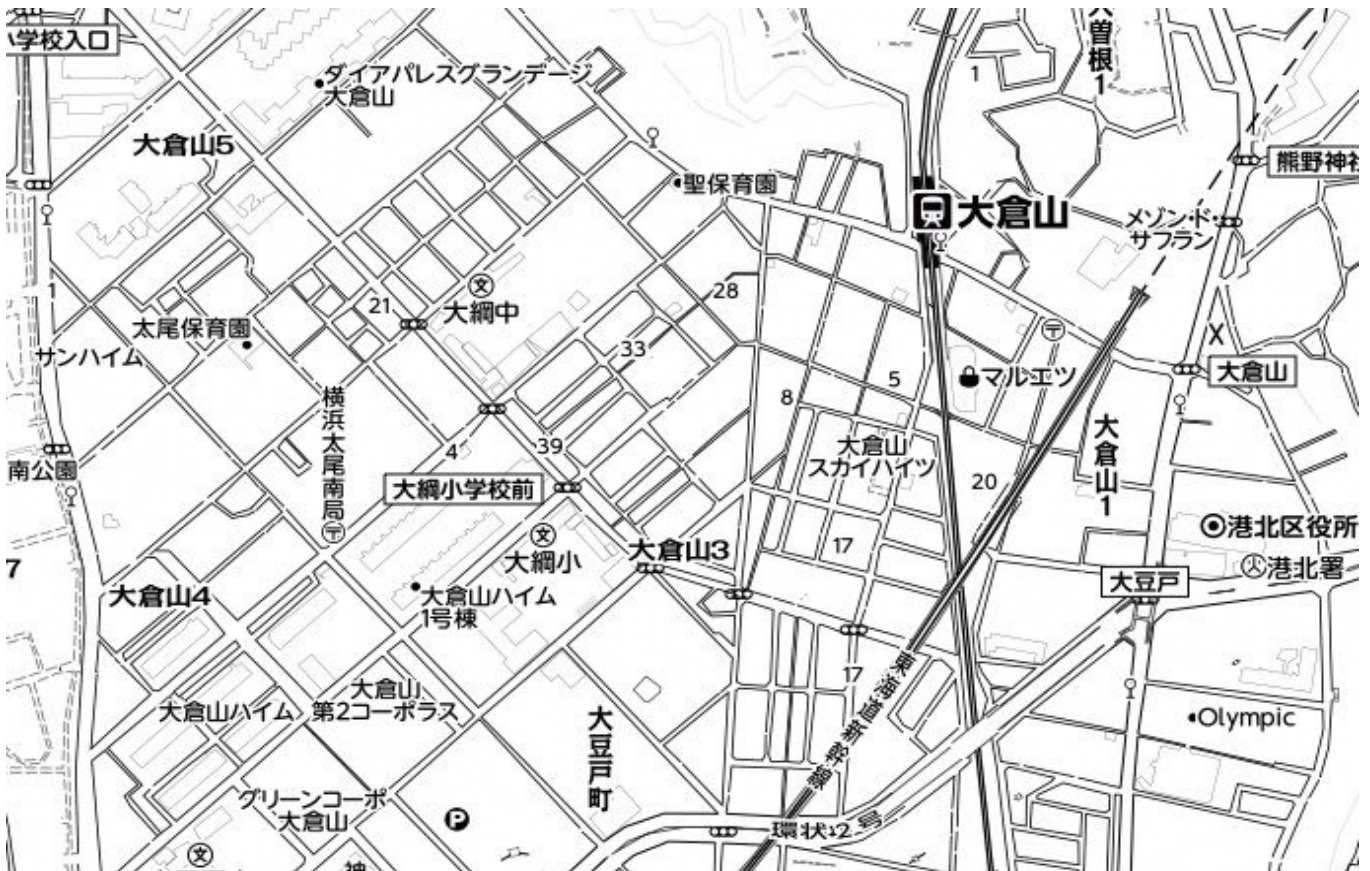 小学校入口
大曽根1
1
ダイアパレスグランデージ
大倉山
大倉山5
聖保育園
熊野神社
大倉山
メゾン・ド・
サフラン
1
21
文
大綱中
28
太尾保育園
サンハイム
33
〒
マルエツ
X
大倉山
8
5
横浜太尾南局
〒
4
39
大倉山
スカイハイツ
大倉山1
南公園
大綱小学校前
20
港北区役所
文
大綱小
大倉山3
17
火
港北署
7
大倉山4
大倉山ハイム
1号棟
大豆戸
17
東海道新幹線
大倉山ハイム
大倉山
第2コーポラス
大豆戸町
Olympic
グリーンコーポ
大倉山
P
環状2号
文
神